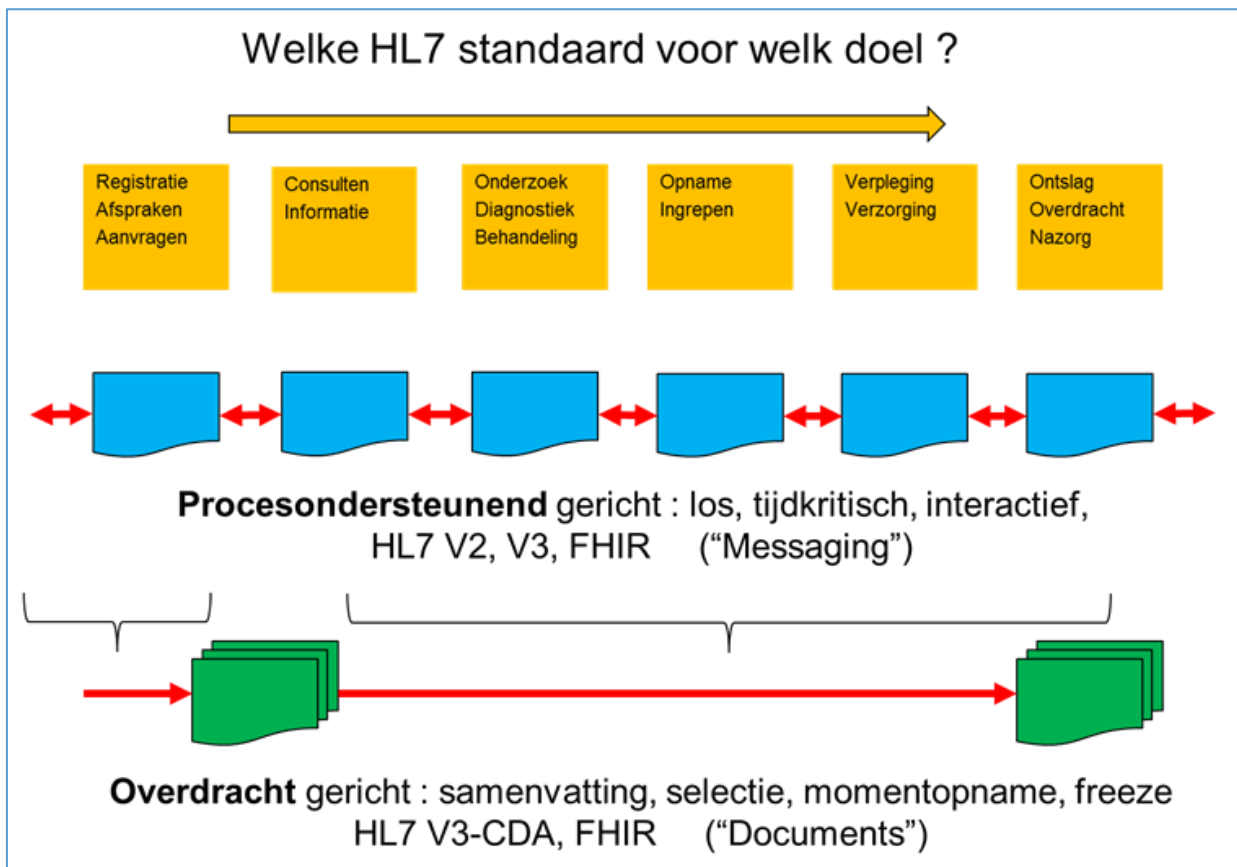 Welke HL7 standaard voor welk doel ?
Registratie
Afspraken
Aanvragen
Consulten
Informatie
Onderzoek
Diagnostiek
Behandeling
Opname
Ingrepen
Verpleging
Verzorging
Ontslag
Overdracht
Nazorg
Procesondersteunend gericht : los, tijdkritisch, interactief,
HL7 V2, V3, FHIR (“Messaging”)
Overdracht gericht : samenvatting, selectie, momentopname, freeze
HL7 V3-CDA, FHIR (“Documents”)